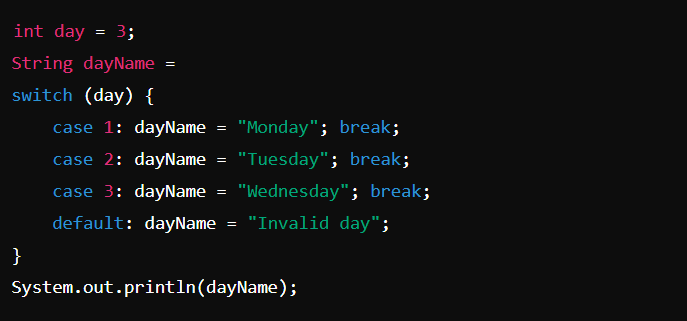 int day = 3;
String dayName =
switch (day) {
    case 1: dayName = "Monday"; break;
    case 2: dayName = "Tuesday"; break;
    case 3: dayName = "Wednesday"; break;
    default: dayName = "Invalid day";
}
System.out.println(dayName);